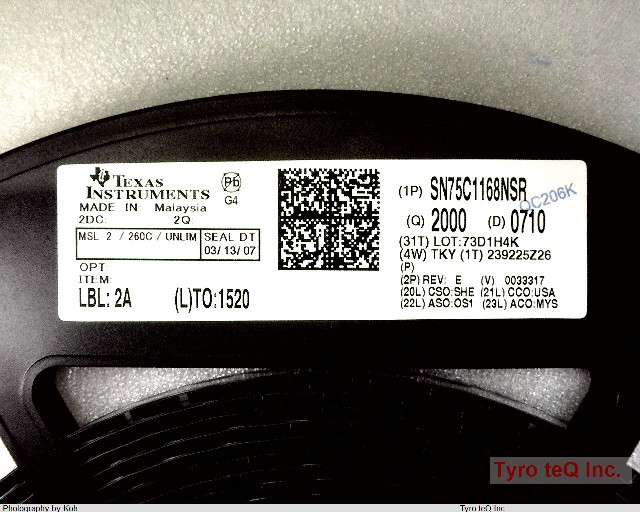 TEXAS
INSTRUMENTS
Pb
G4
MADE IN: Malaysia
2DC: 2Q
MSL 2 / 260C / UNLIM
SEAL DT
03/13/07
OPT:
ITEM:
LBL: 2A (L)TO:1520
(1P) SN75C1168NSR
QC206K
(Q) 2000 (D) 0710
(31T) LOT:73D1H4K
(4W) TKY (1T) 239225Z26
(P)
(2P) REV: E (V) 0033317
(20L) CSO:SHE (21L) CCO:USA
(22L) ASO:OS1 (23L) ACO:MYS
Tyro teQ Inc.
Photography by Koh Tyro teQ Inc.